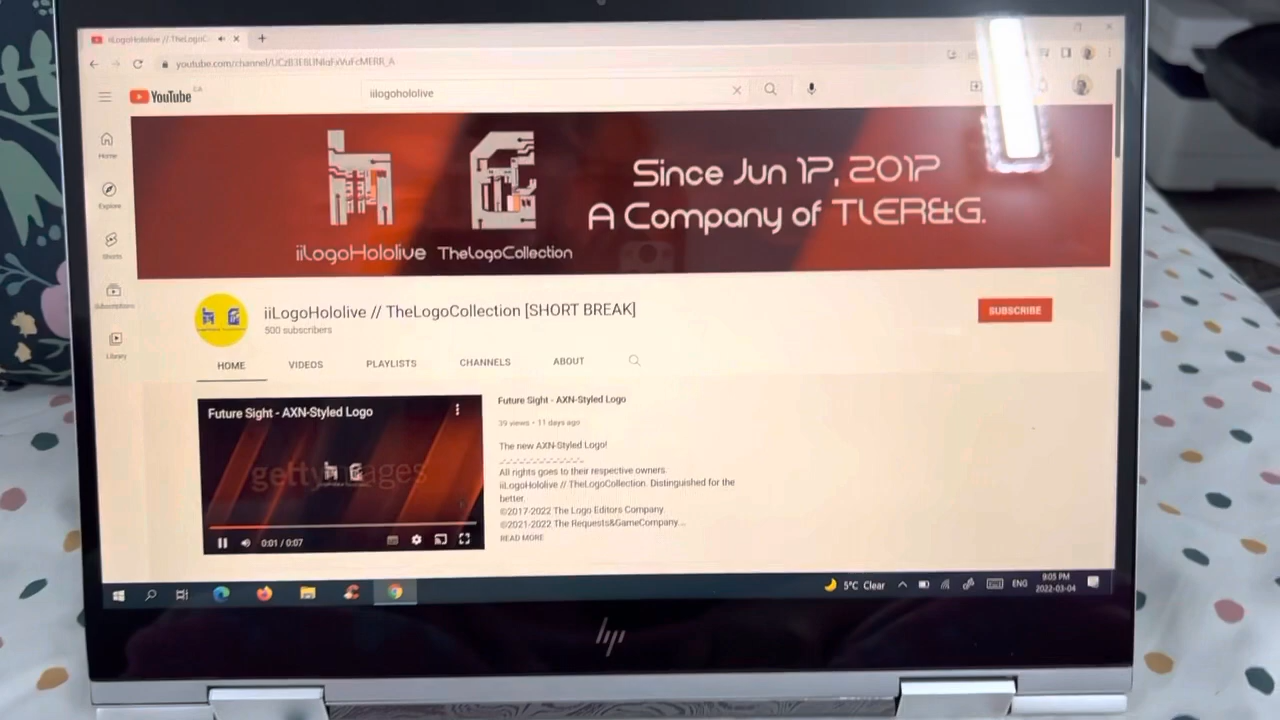 iiLogoHololive // TheLogoC
YouTube CA
iilogohololive
Since Jun 17, 2017
A Company of TLER&G.
iiLogoHololive TheLogoCollection
Home
Explore
Shorts
Subscriptions
Library
iiLogoHololive // TheLogoCollection [SHORT BREAK]
500 subscribers
SUBSCRIBE
HOME VIDEOS PLAYLISTS CHANNELS ABOUT
Future Sight - AXN-Styled Logo
gettyimages
0:01 / 0:07
Future Sight - AXN-Styled Logo
39 views • 11 days ago
The new AXN-Styled Logo!
All rights goes to their respective owners.
iiLogoHololive // TheLogoCollection. Distinguished for the
better.
©2017-2022 The Logo Editors Company.
©2021-2022 The Requests&GameCompany...
READ MORE
5°C Clear
ENG
9:05 PM
2022-03-04
hp